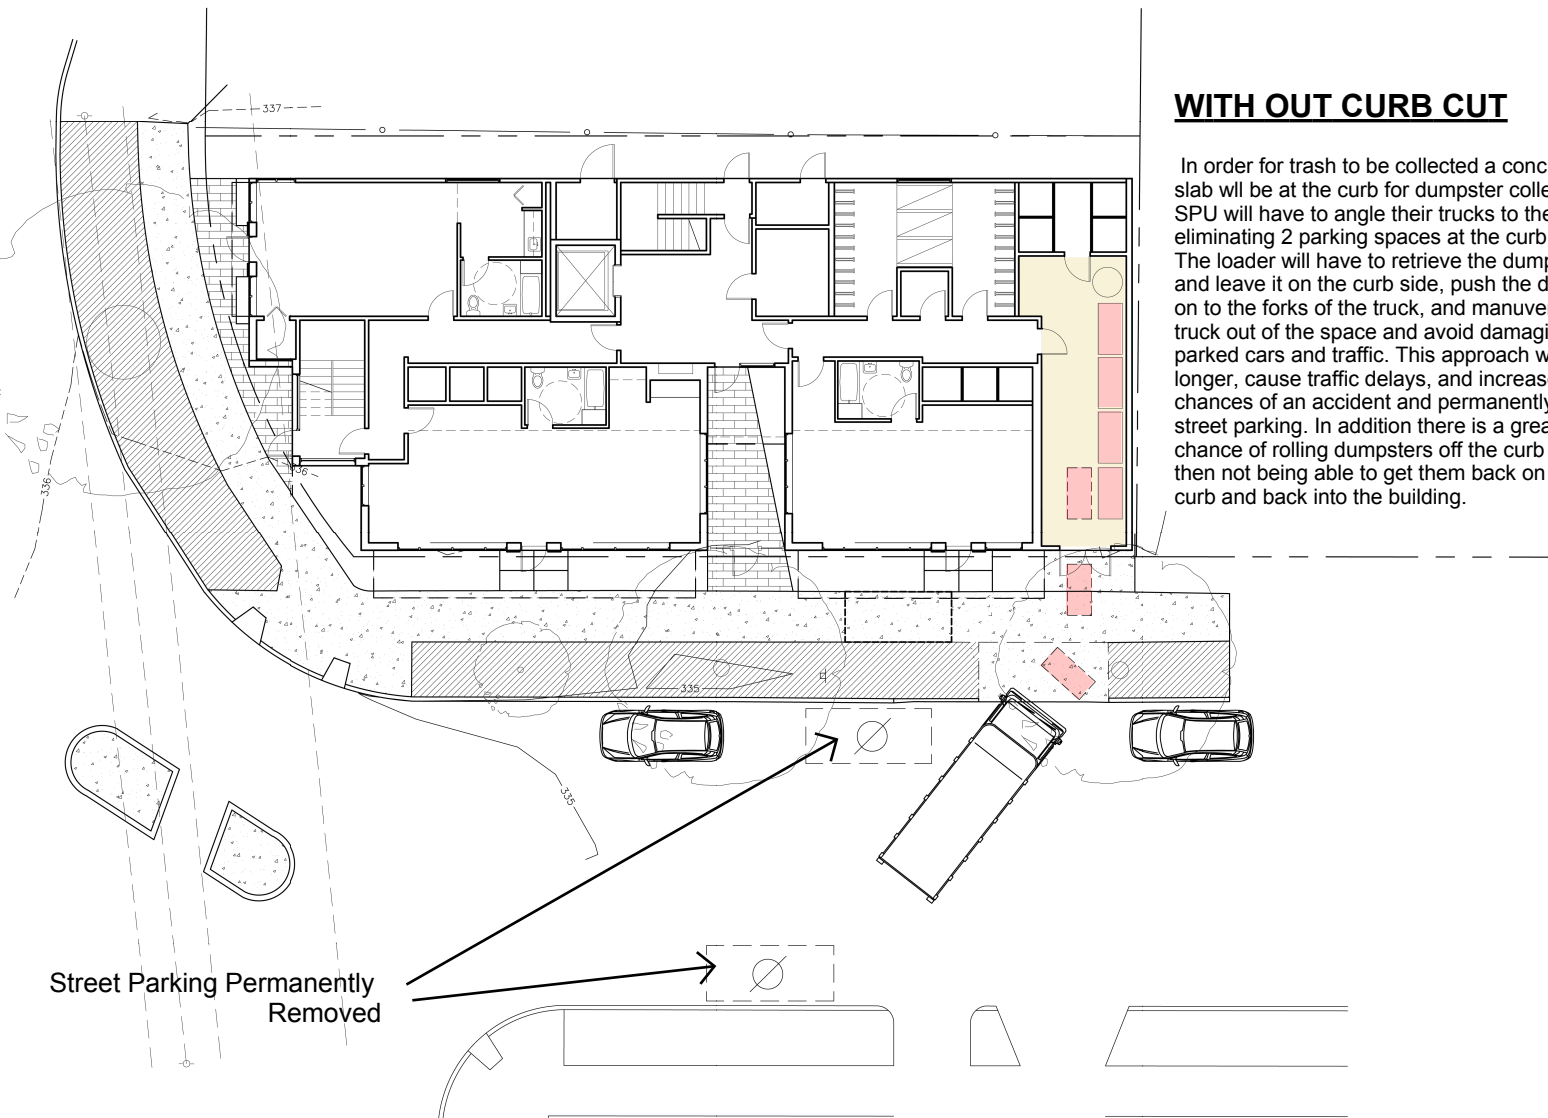 WITH OUT CURB CUT
In order for trash to be collected a conc
slab wll be at the curb for dumpster colle
SPU will have to angle their trucks to the
eliminating 2 parking spaces at the curb
The loader will have to retrieve the dump
and leave it on the curb side, push the d
on to the forks of the truck, and manuve
truck out of the space and avoid damagi
parked cars and traffic. This approach w
longer, cause traffic delays, and increase
chances of an accident and permanently
street parking. In addition there is a grea
chance of rolling dumpsters off the curb
then not being able to get them back on
curb and back into the building.
337
336
336
335
335
Street Parking Permanently
Removed